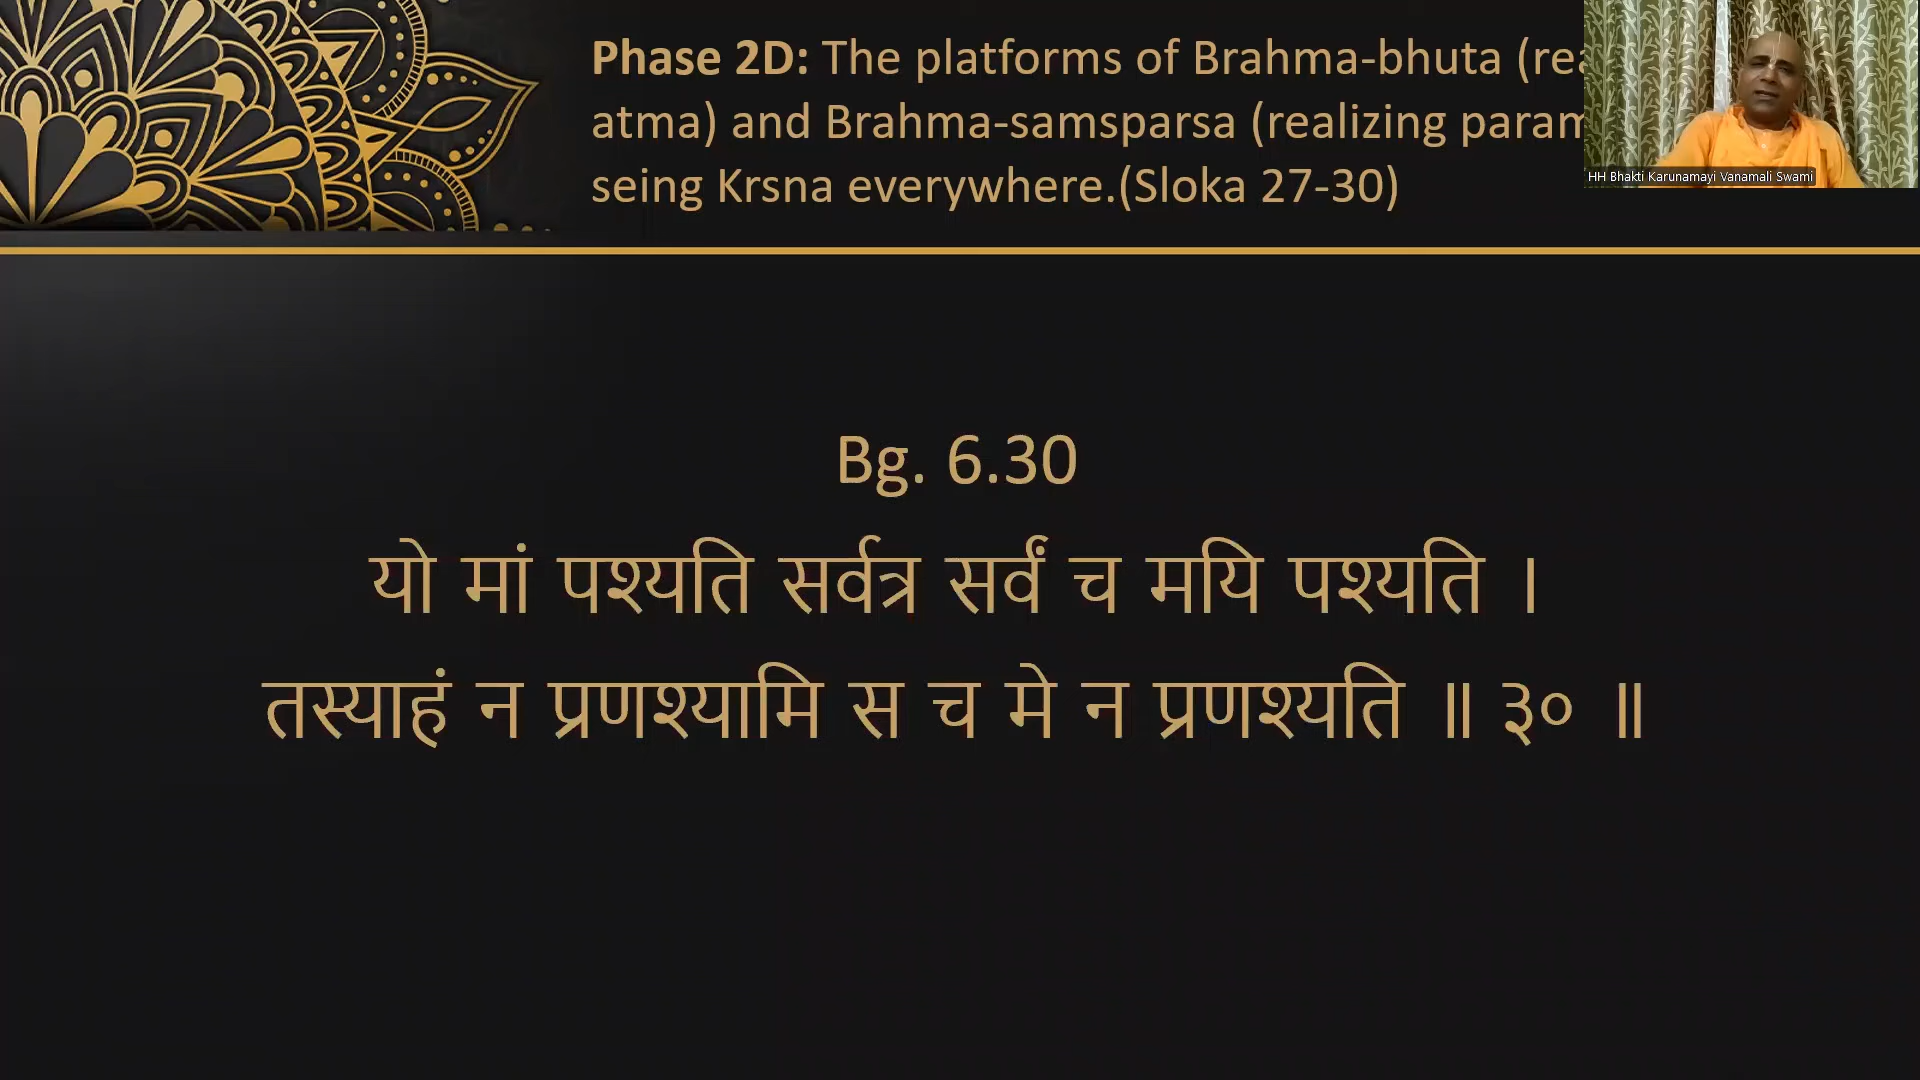 Phase 2D: The platforms of Brahma-bhuta
atma) and Brahma-samsparsa (realizing
seing Krsna everywhere.(Sloka 27-30)
HH Bhakti Karunamayi Vanamali Swami
Bg. 6.30
यो मां पश्यति सर्वत्र सर्वं च मयि पश्यति ।
तस्याहं न प्रणश्यामि स च मे न प्रणश्यति ॥ ३० ॥